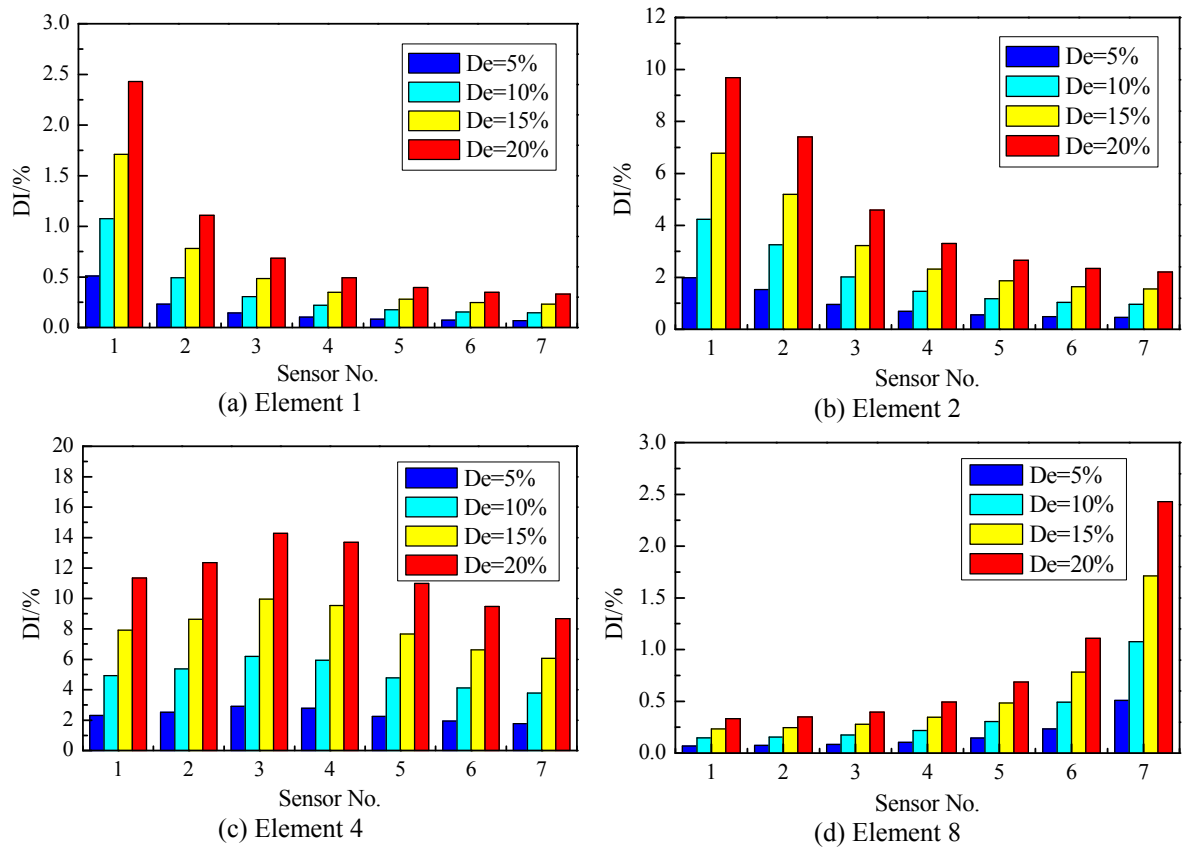 3.0
2.5
2.0
1.5
1.0
0.5
0.0
DI/%
De=5%
De=10%
De=15%
De=20%
1 2 3 4 5 6 7
Sensor No.
(a) Element 1
12
10
8
6
4
2
0
DI/%
De=5%
De=10%
De=15%
De=20%
1 2 3 4 5 6 7
Sensor No.
(b) Element 2
20
18
16
14
12
10
8
6
4
2
0
DI/%
De=5%
De=10%
De=15%
De=20%
1 2 3 4 5 6 7
Sensor No.
(c) Element 4
3.0
2.5
2.0
1.5
1.0
0.5
0.0
DI/%
De=5%
De=10%
De=15%
De=20%
1 2 3 4 5 6 7
Sensor No.
(d) Element 8